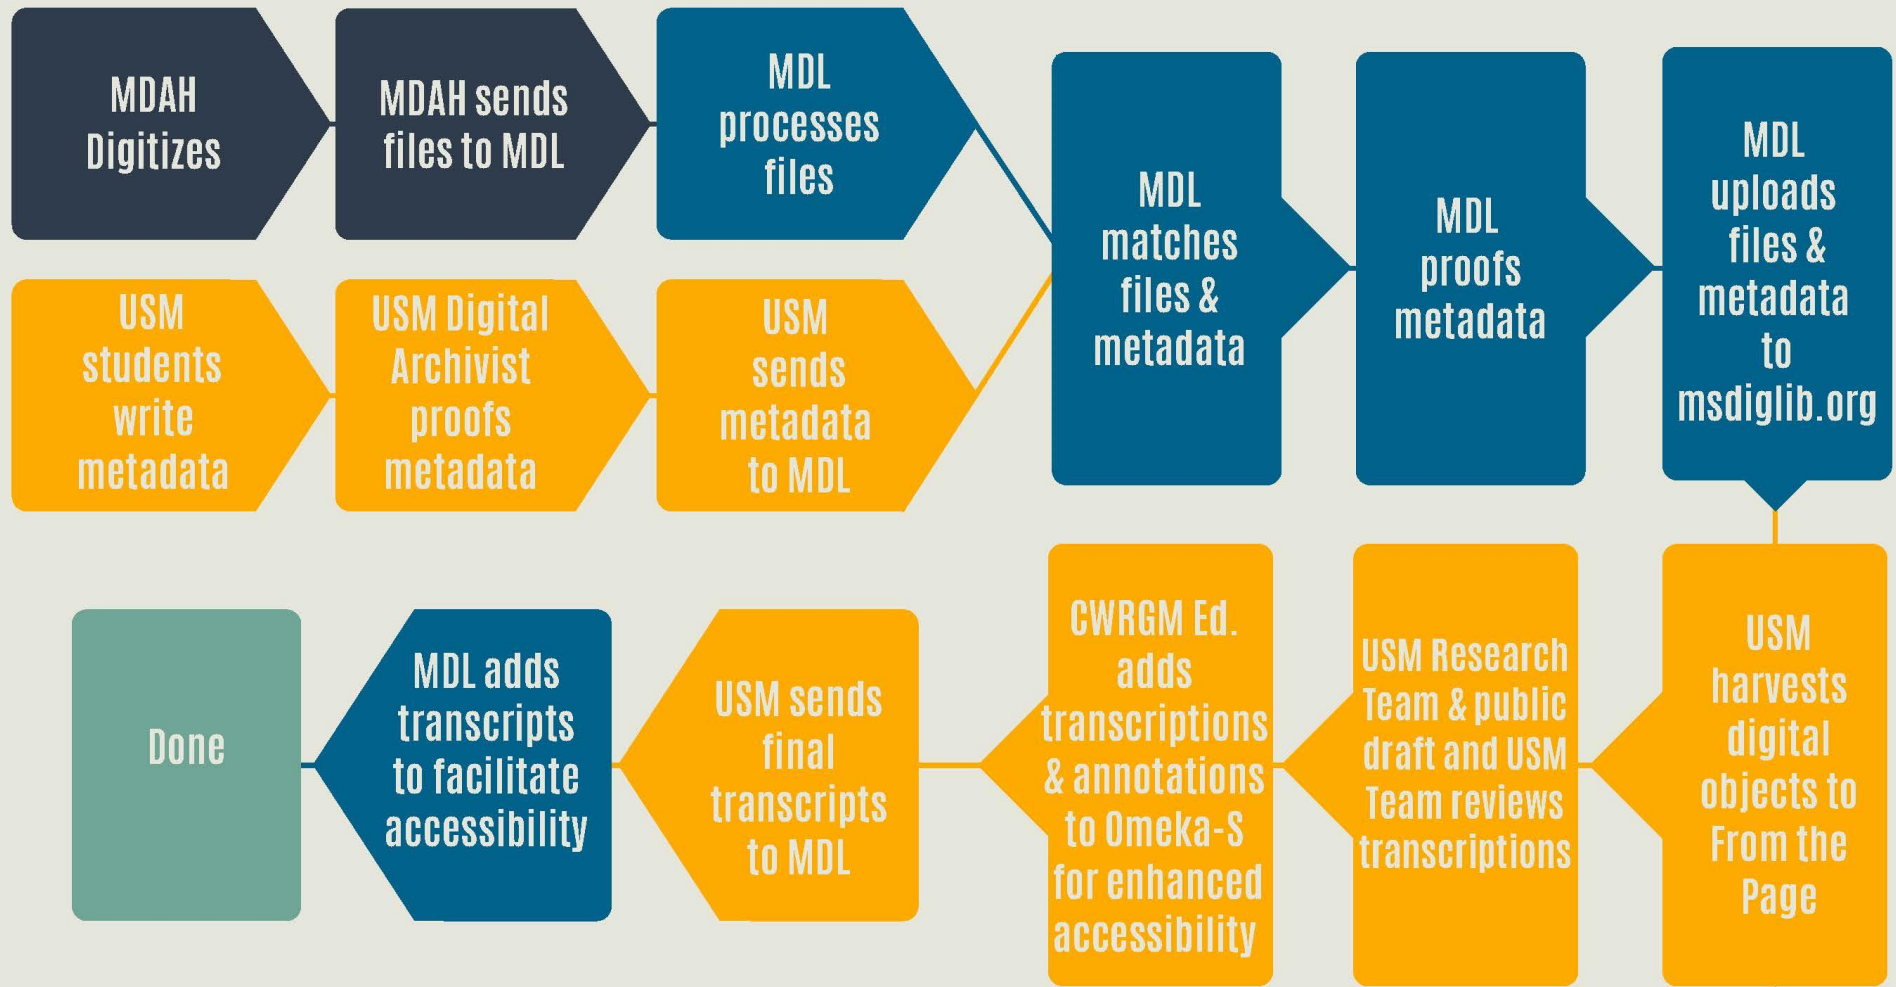 MDAH
Digitizes
MDAH sends
files to MDL
MDL
processes
files
USM
students
write
metadata
USM Digital
Archivist
proofs
metadata
USM
sends
metadata
to MDL
MDL
matches
files &
metadata
MDL
proofs
metadata
MDL
uploads
files &
metadata
to
msdiglib.org
USM
harvests
digital
objects to
From the
Page
USM Research
Team & public
draft and USM
Team reviews
transcriptions
CWRGM Ed.
adds
transcriptions
& annotations
to Omeka-S
for enhanced
accessibility
USM sends
final
transcripts
to MDL
MDL adds
transcripts
to facilitate
accessibility
Done